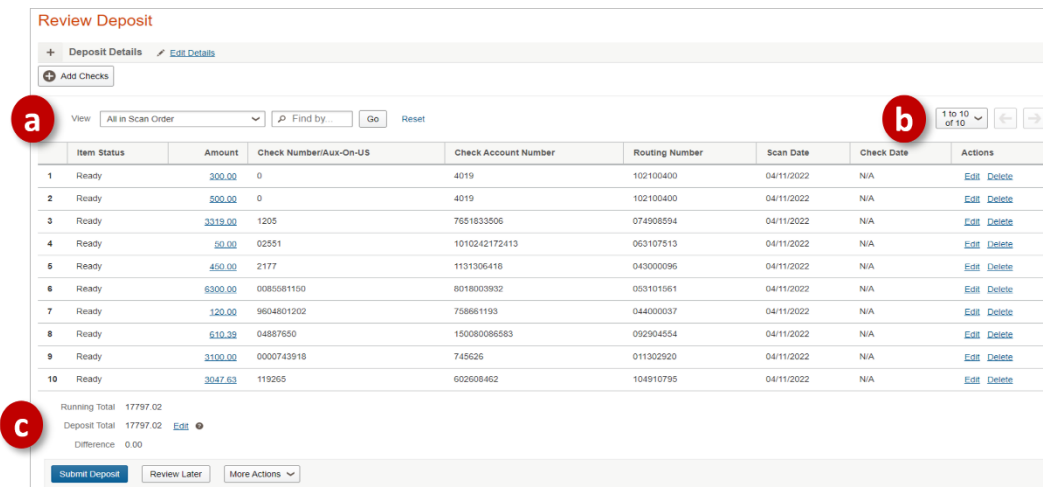 Review Deposit
+ Deposit Details Edit Details
Add Checks
a View All in Scan Order Find by... Go Reset b 1 to 10 of 10
Item Status Amount Check Number/Aux-On-US Check Account Number Routing Number Scan Date Check Date Actions
1 Ready 300.00 0 4019 102100400 04/11/2022 N/A Edit Delete
2 Ready 500.00 0 4019 102100400 04/11/2022 N/A Edit Delete
3 Ready 3319.00 1205 7651833506 074908594 04/11/2022 N/A Edit Delete
4 Ready 50.00 02551 1010242172413 063107513 04/11/2022 N/A Edit Delete
5 Ready 450.00 2177 1131306418 043000096 04/11/2022 N/A Edit Delete
6 Ready 6300.00 0085581150 8018003932 053101561 04/11/2022 N/A Edit Delete
7 Ready 120.00 9604801202 758661193 044000037 04/11/2022 N/A Edit Delete
8 Ready 610.39 04887650 150080086583 092904554 04/11/2022 N/A Edit Delete
9 Ready 3100.00 0000743918 745626 011302920 04/11/2022 N/A Edit Delete
10 Ready 3047.63 119265 602608462 104910795 04/11/2022 N/A Edit Delete
Running Total 17797.02
c Deposit Total 17797.02 Edit ?
Difference 0.00
Submit Deposit Review Later More Actions